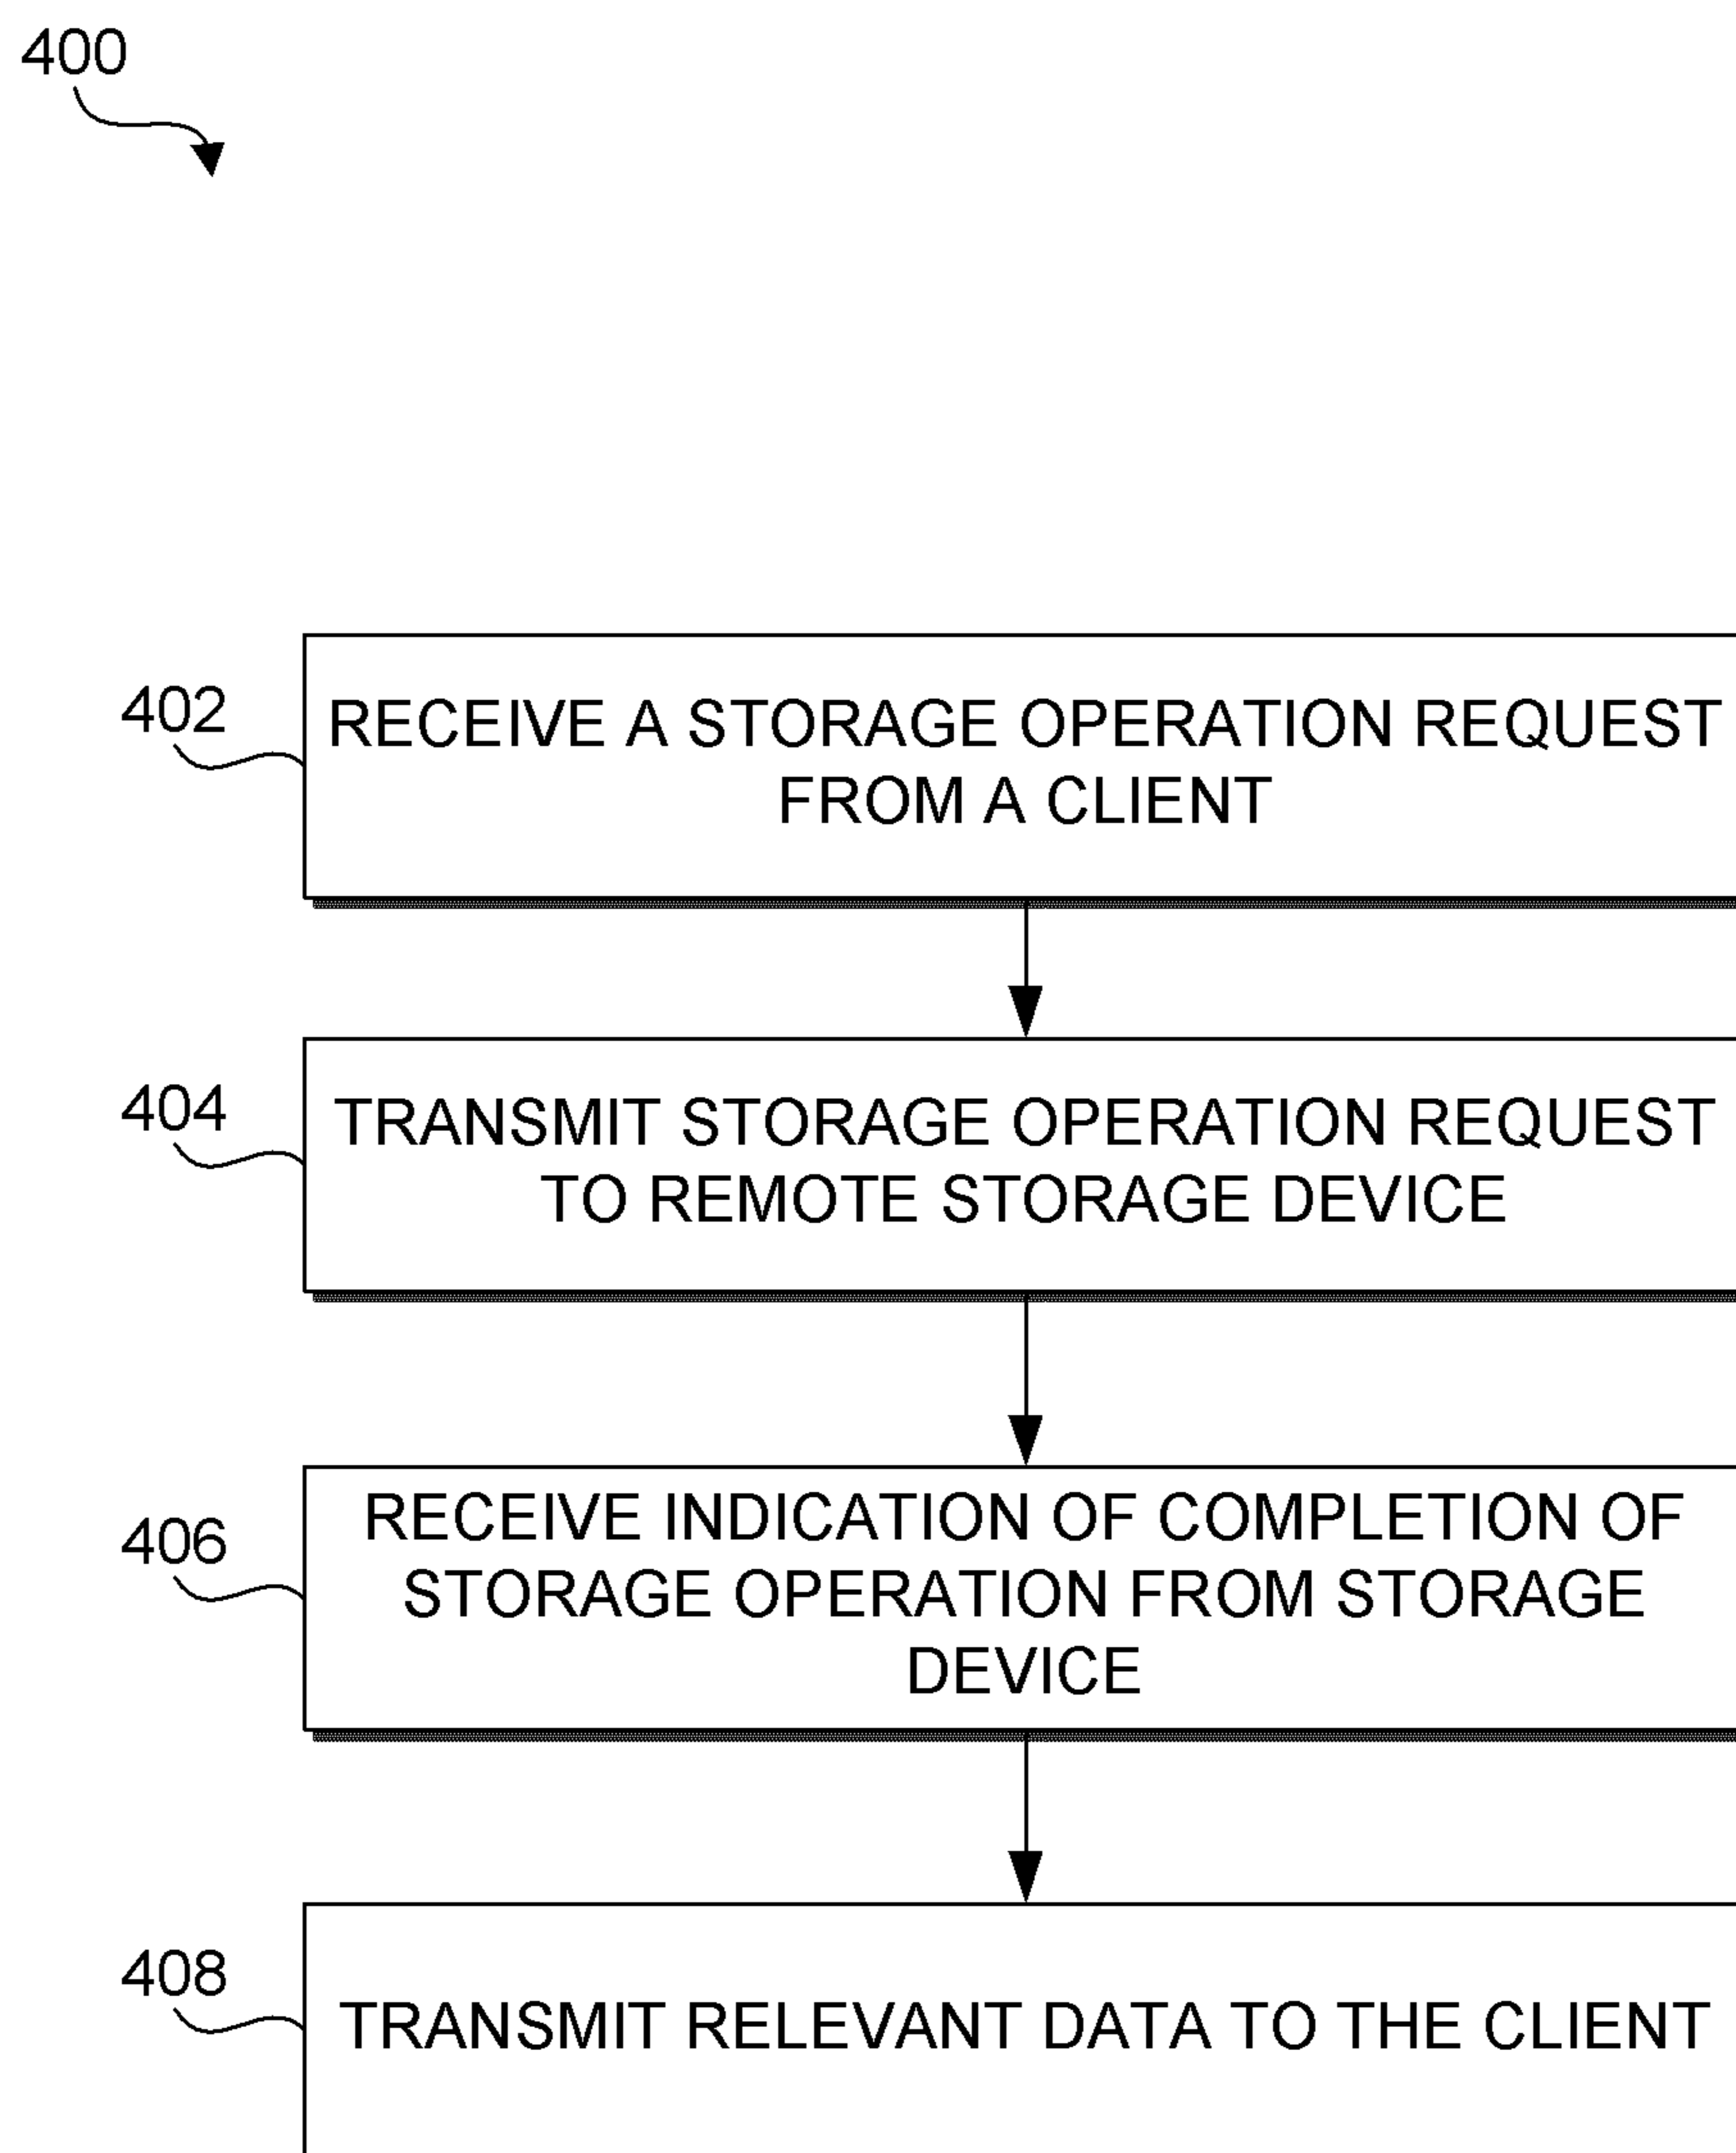 400
402
RECEIVE A STORAGE OPERATION REQUEST
FROM A CLIENT
404
TRANSMIT STORAGE OPERATION REQUEST
TO REMOTE STORAGE DEVICE
406
RECEIVE INDICATION OF COMPLETION OF
STORAGE OPERATION FROM STORAGE
DEVICE
408
TRANSMIT RELEVANT DATA TO THE CLIENT